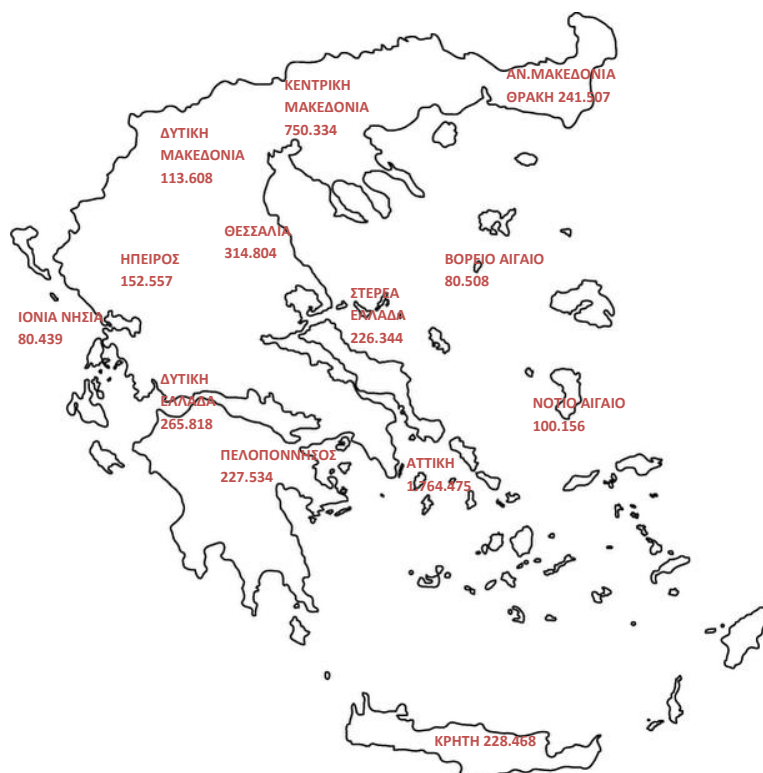 ΑΝ.ΜΑΚΕΔΟΝΙΑ
ΘΡΑΚΗ 241.507
ΚΕΝΤΡΙΚΗ
ΜΑΚΕΔΟΝΙΑ
750.334
ΔΥΤΙΚΗ
ΜΑΚΕΔΟΝΙΑ
113.608
ΘΕΣΣΑΛΙΑ
314.804
ΗΠΕΙΡΟΣ
152.557
ΒΟΡΕΙΟ ΑΙΓΑΙΟ
80.508
ΣΤΕΡΕΑ
ΕΛΛΑΔΑ
226.344
ΙΟΝΙΑ ΝΗΣΙΑ
80.439
ΔΥΤΙΚΗ
ΕΛΛΑΔΑ
265.818
ΝΟΤΙΟ ΑΙΓΑΙΟ
100.156
ΠΕΛΟΠΟΝΝΗΣΟΣ
227.534
ΑΤΤΙΚΗ
1.764.475
ΚΡΗΤΗ 228.468